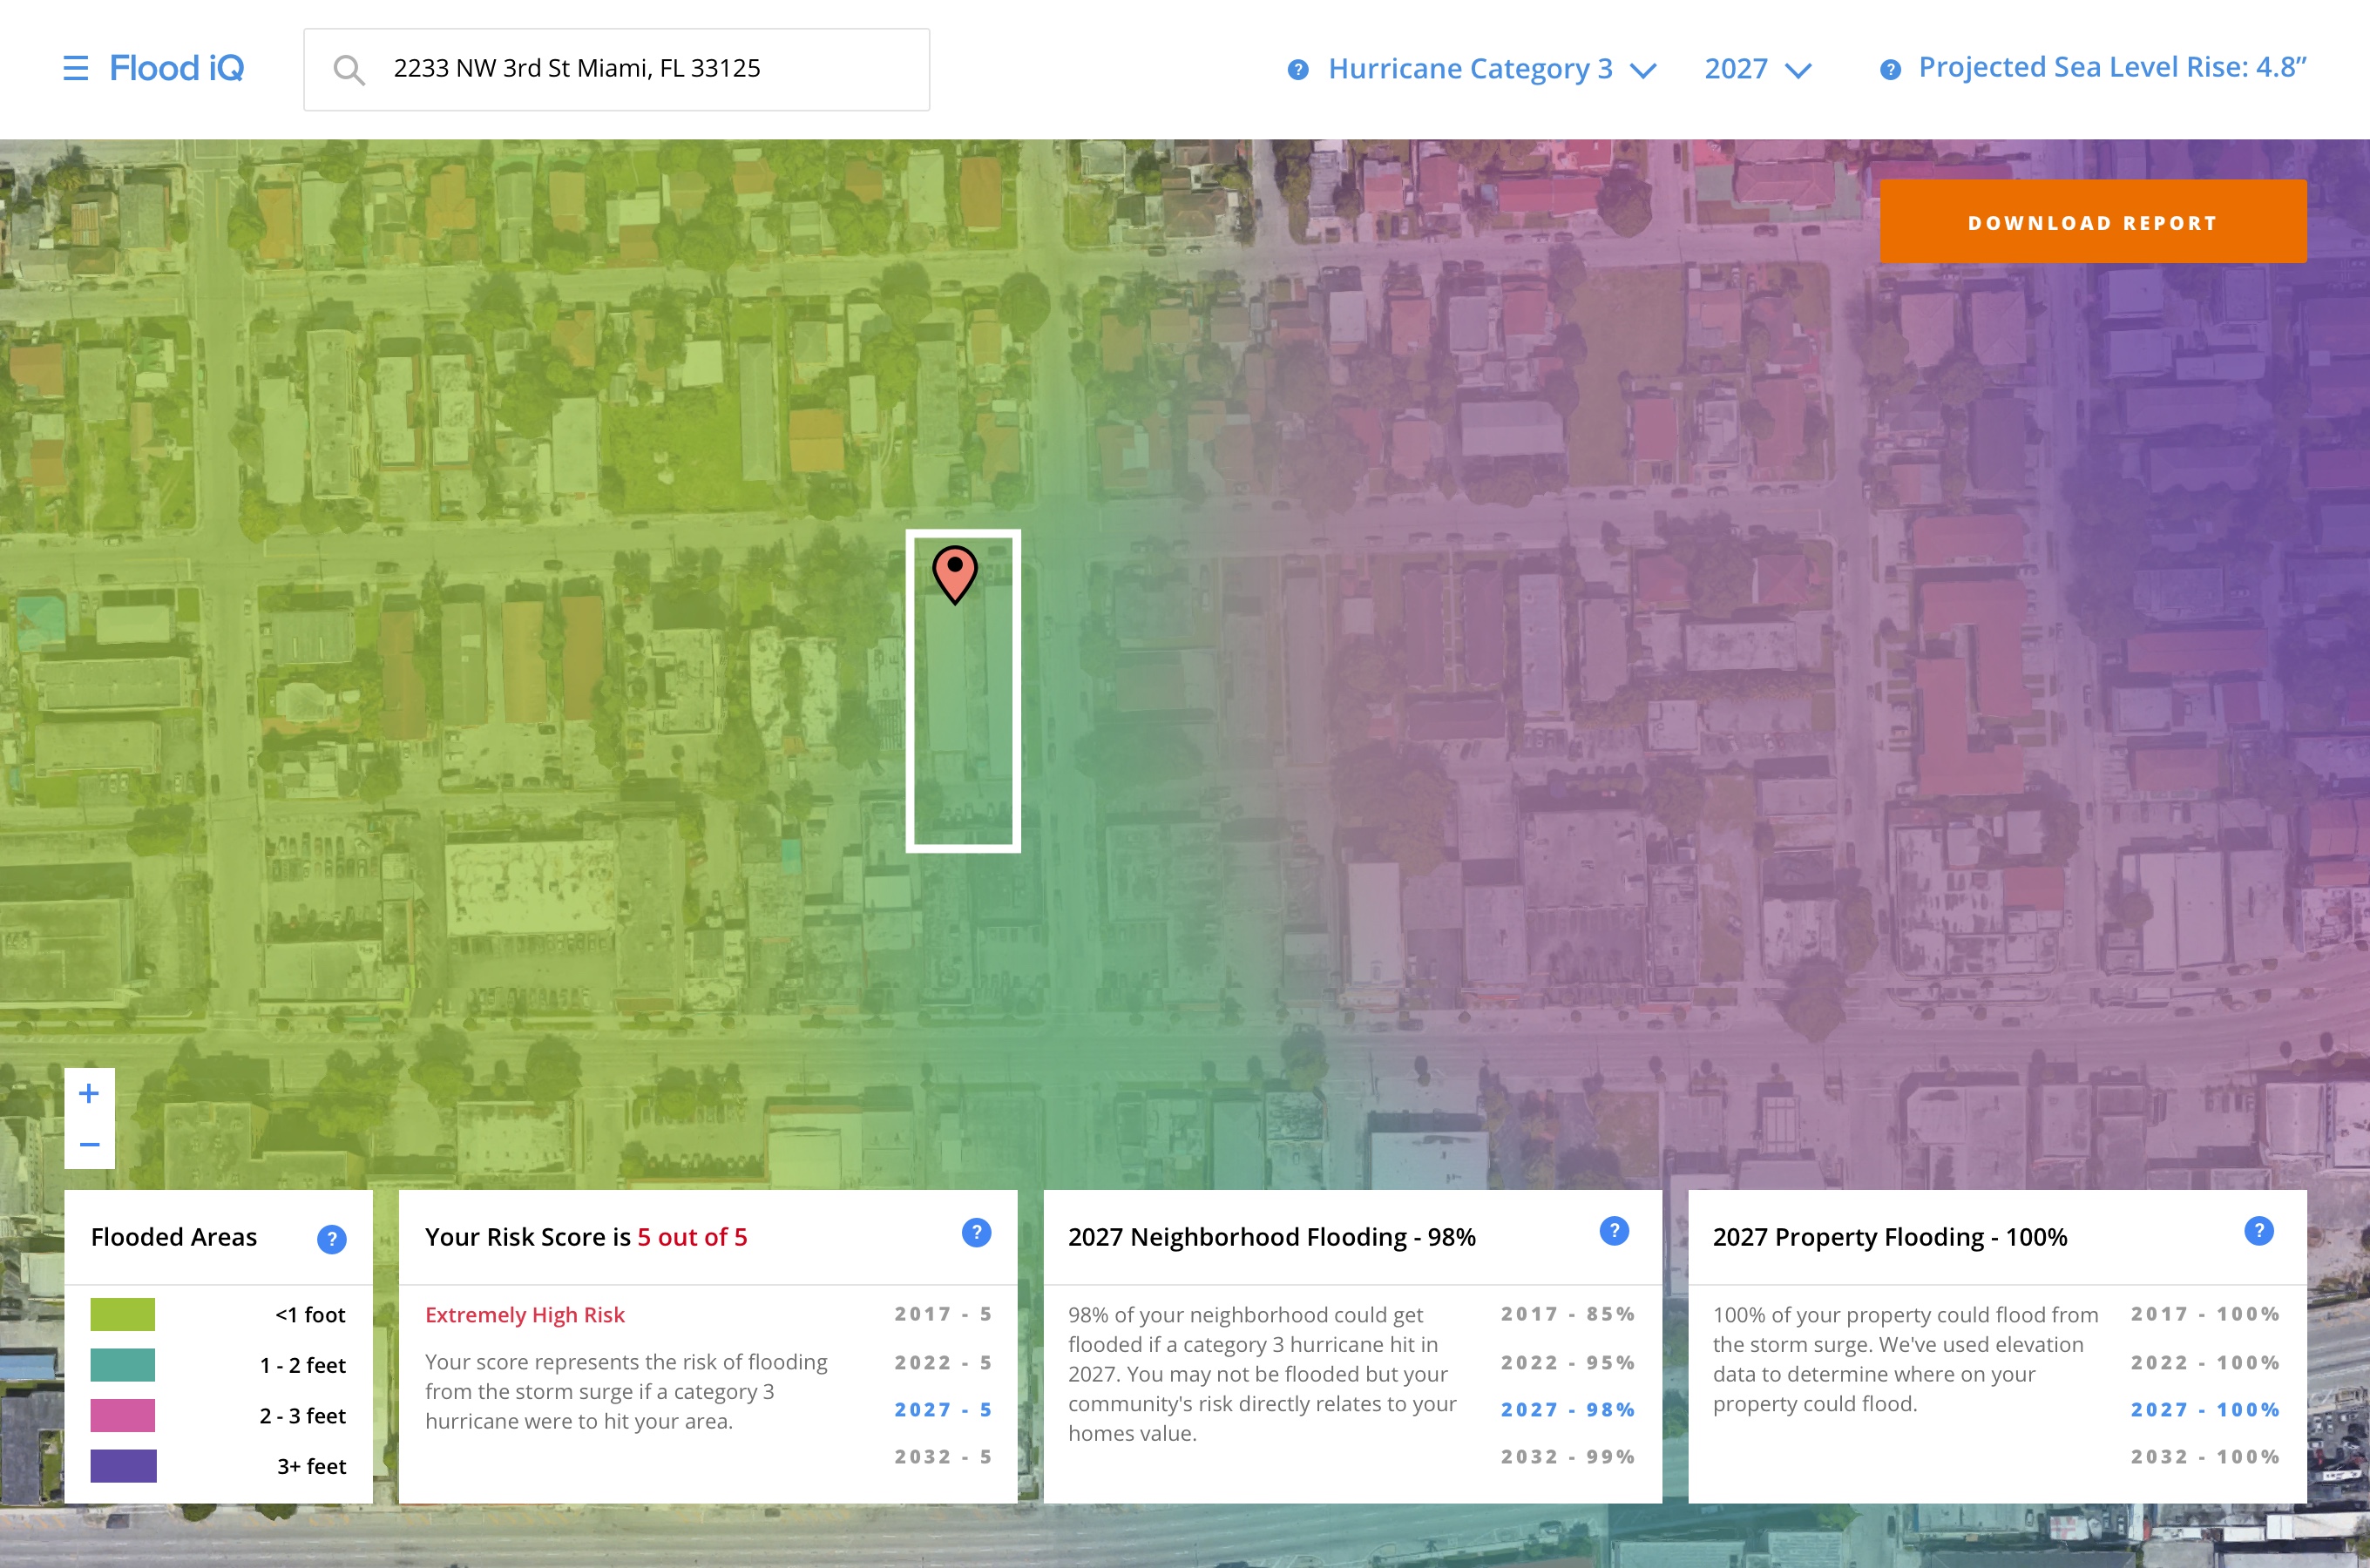 Flood iQ
2233 NW 3rd St Miami, FL 33125
? Hurricane Category 3
2027
? Projected Sea Level Rise: 4.8”
DOWNLOAD REPORT
+
−
Flooded Areas ?
<1 foot
1 - 2 feet
2 - 3 feet
3+ feet
Your Risk Score is 5 out of 5 ?
Extremely High Risk
Your score represents the risk of flooding
from the storm surge if a category 3
hurricane were to hit your area.
2017 - 5
2022 - 5
2027 - 5
2032 - 5
2027 Neighborhood Flooding - 98% ?
98% of your neighborhood could get
flooded if a category 3 hurricane hit in
2027. You may not be flooded but your
community's risk directly relates to your
homes value.
2017 - 85%
2022 - 95%
2027 - 98%
2032 - 99%
2027 Property Flooding - 100% ?
100% of your property could flood from
the storm surge. We've used elevation
data to determine where on your
property could flood.
2017 - 100%
2022 - 100%
2027 - 100%
2032 - 100%